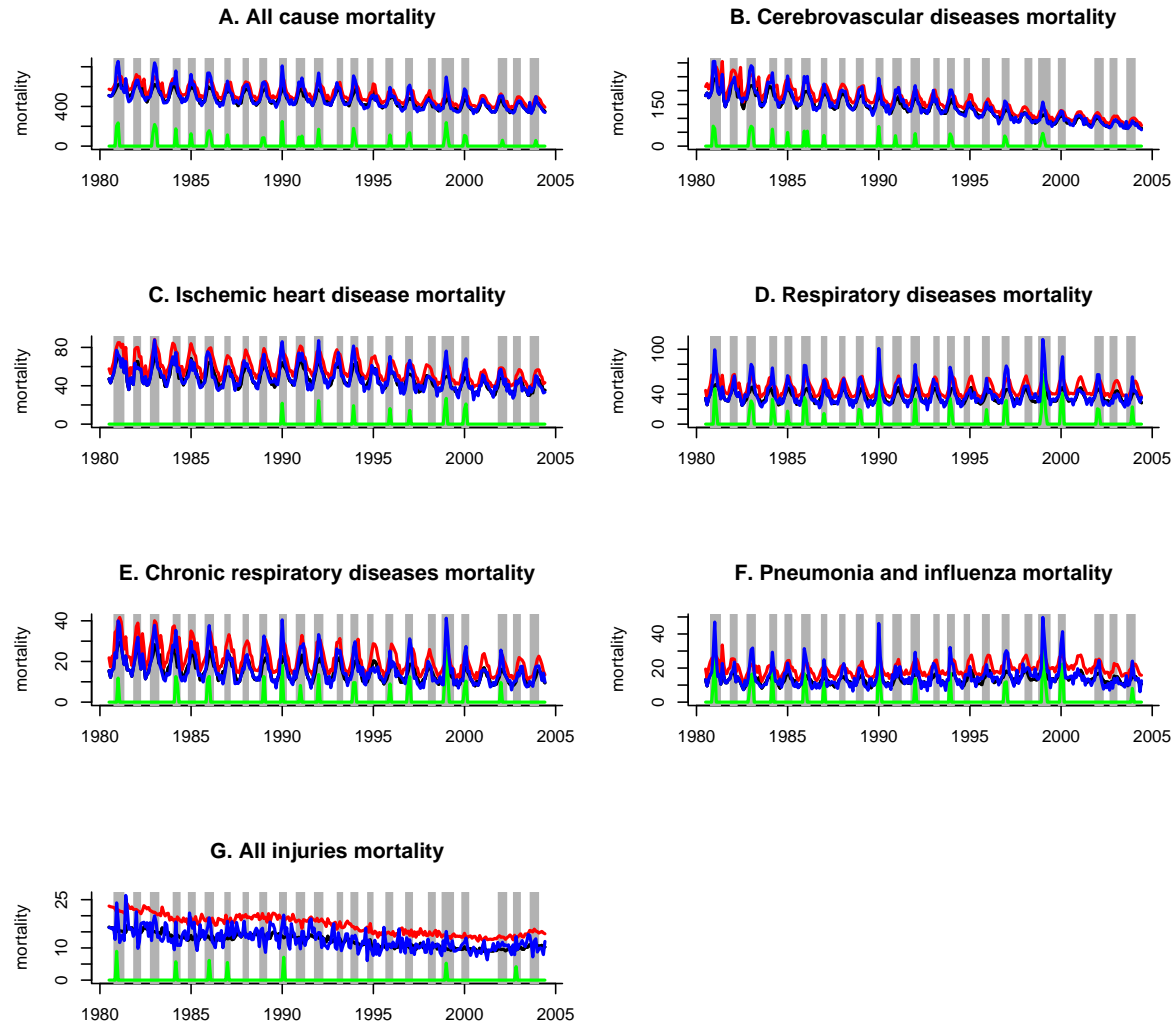 A. All cause mortality
mortality
0 400
1980 1985 1990 1995 2000 2005
B. Cerebrovascular diseases mortality
mortality
0 150
1980 1985 1990 1995 2000 2005
C. Ischemic heart disease mortality
mortality
0 40 80
1980 1985 1990 1995 2000 2005
D. Respiratory diseases mortality
mortality
0 40 100
1980 1985 1990 1995 2000 2005
E. Chronic respiratory diseases mortality
mortality
0 20 40
1980 1985 1990 1995 2000 2005
F. Pneumonia and influenza mortality
mortality
0 20 40
1980 1985 1990 1995 2000 2005
G. All injuries mortality
mortality
0 10 25
1980 1985 1990 1995 2000 2005